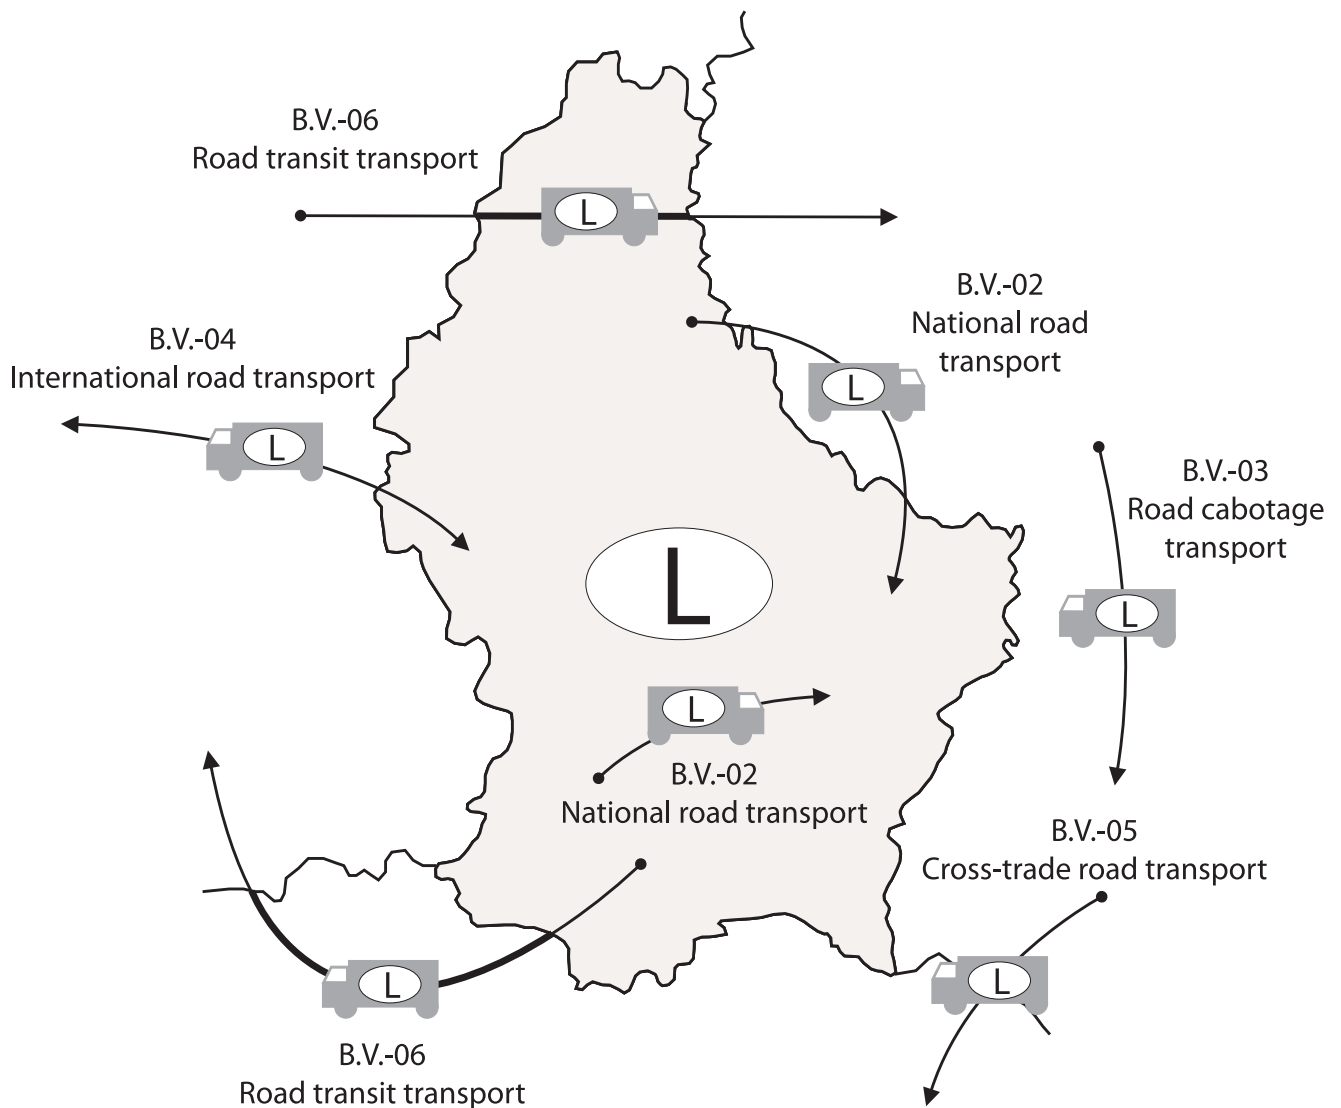 B.V.-06
Road transit transport
L
B.V.-02
National road
transport
L
B.V.-04
International road transport
L
B.V.-03
Road cabotage
transport
L
L
L
B.V.-02
National road transport
B.V.-05
Cross-trade road transport
L
L
B.V.-06
Road transit transport